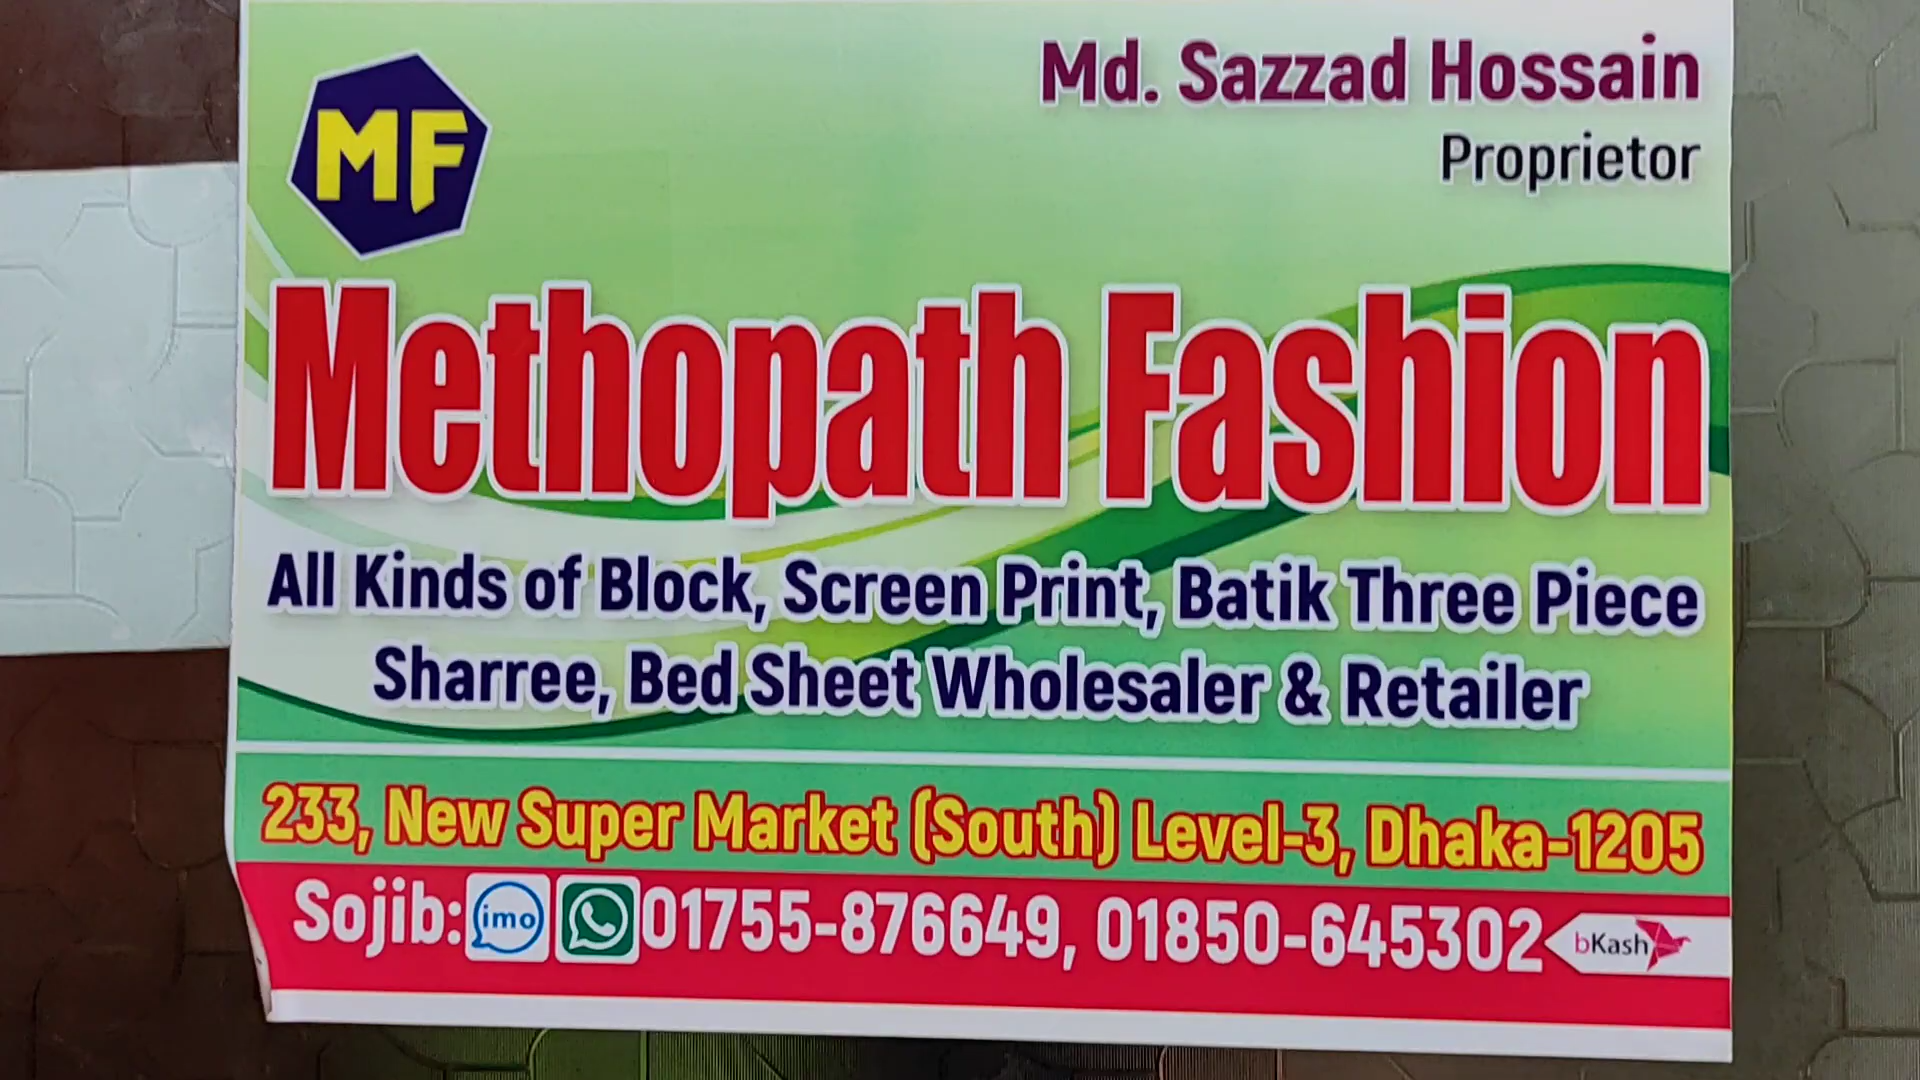 MF
Md. Sazzad Hossain
Proprietor
Methopath Fashion
All Kinds of Block, Screen Print, Batik Three Piece
Sharree, Bed Sheet Wholesaler & Retailer
233, New Super Market (South) Level-3, Dhaka-1205
Sojib: imo 01755-876649, 01850-645302 bKash